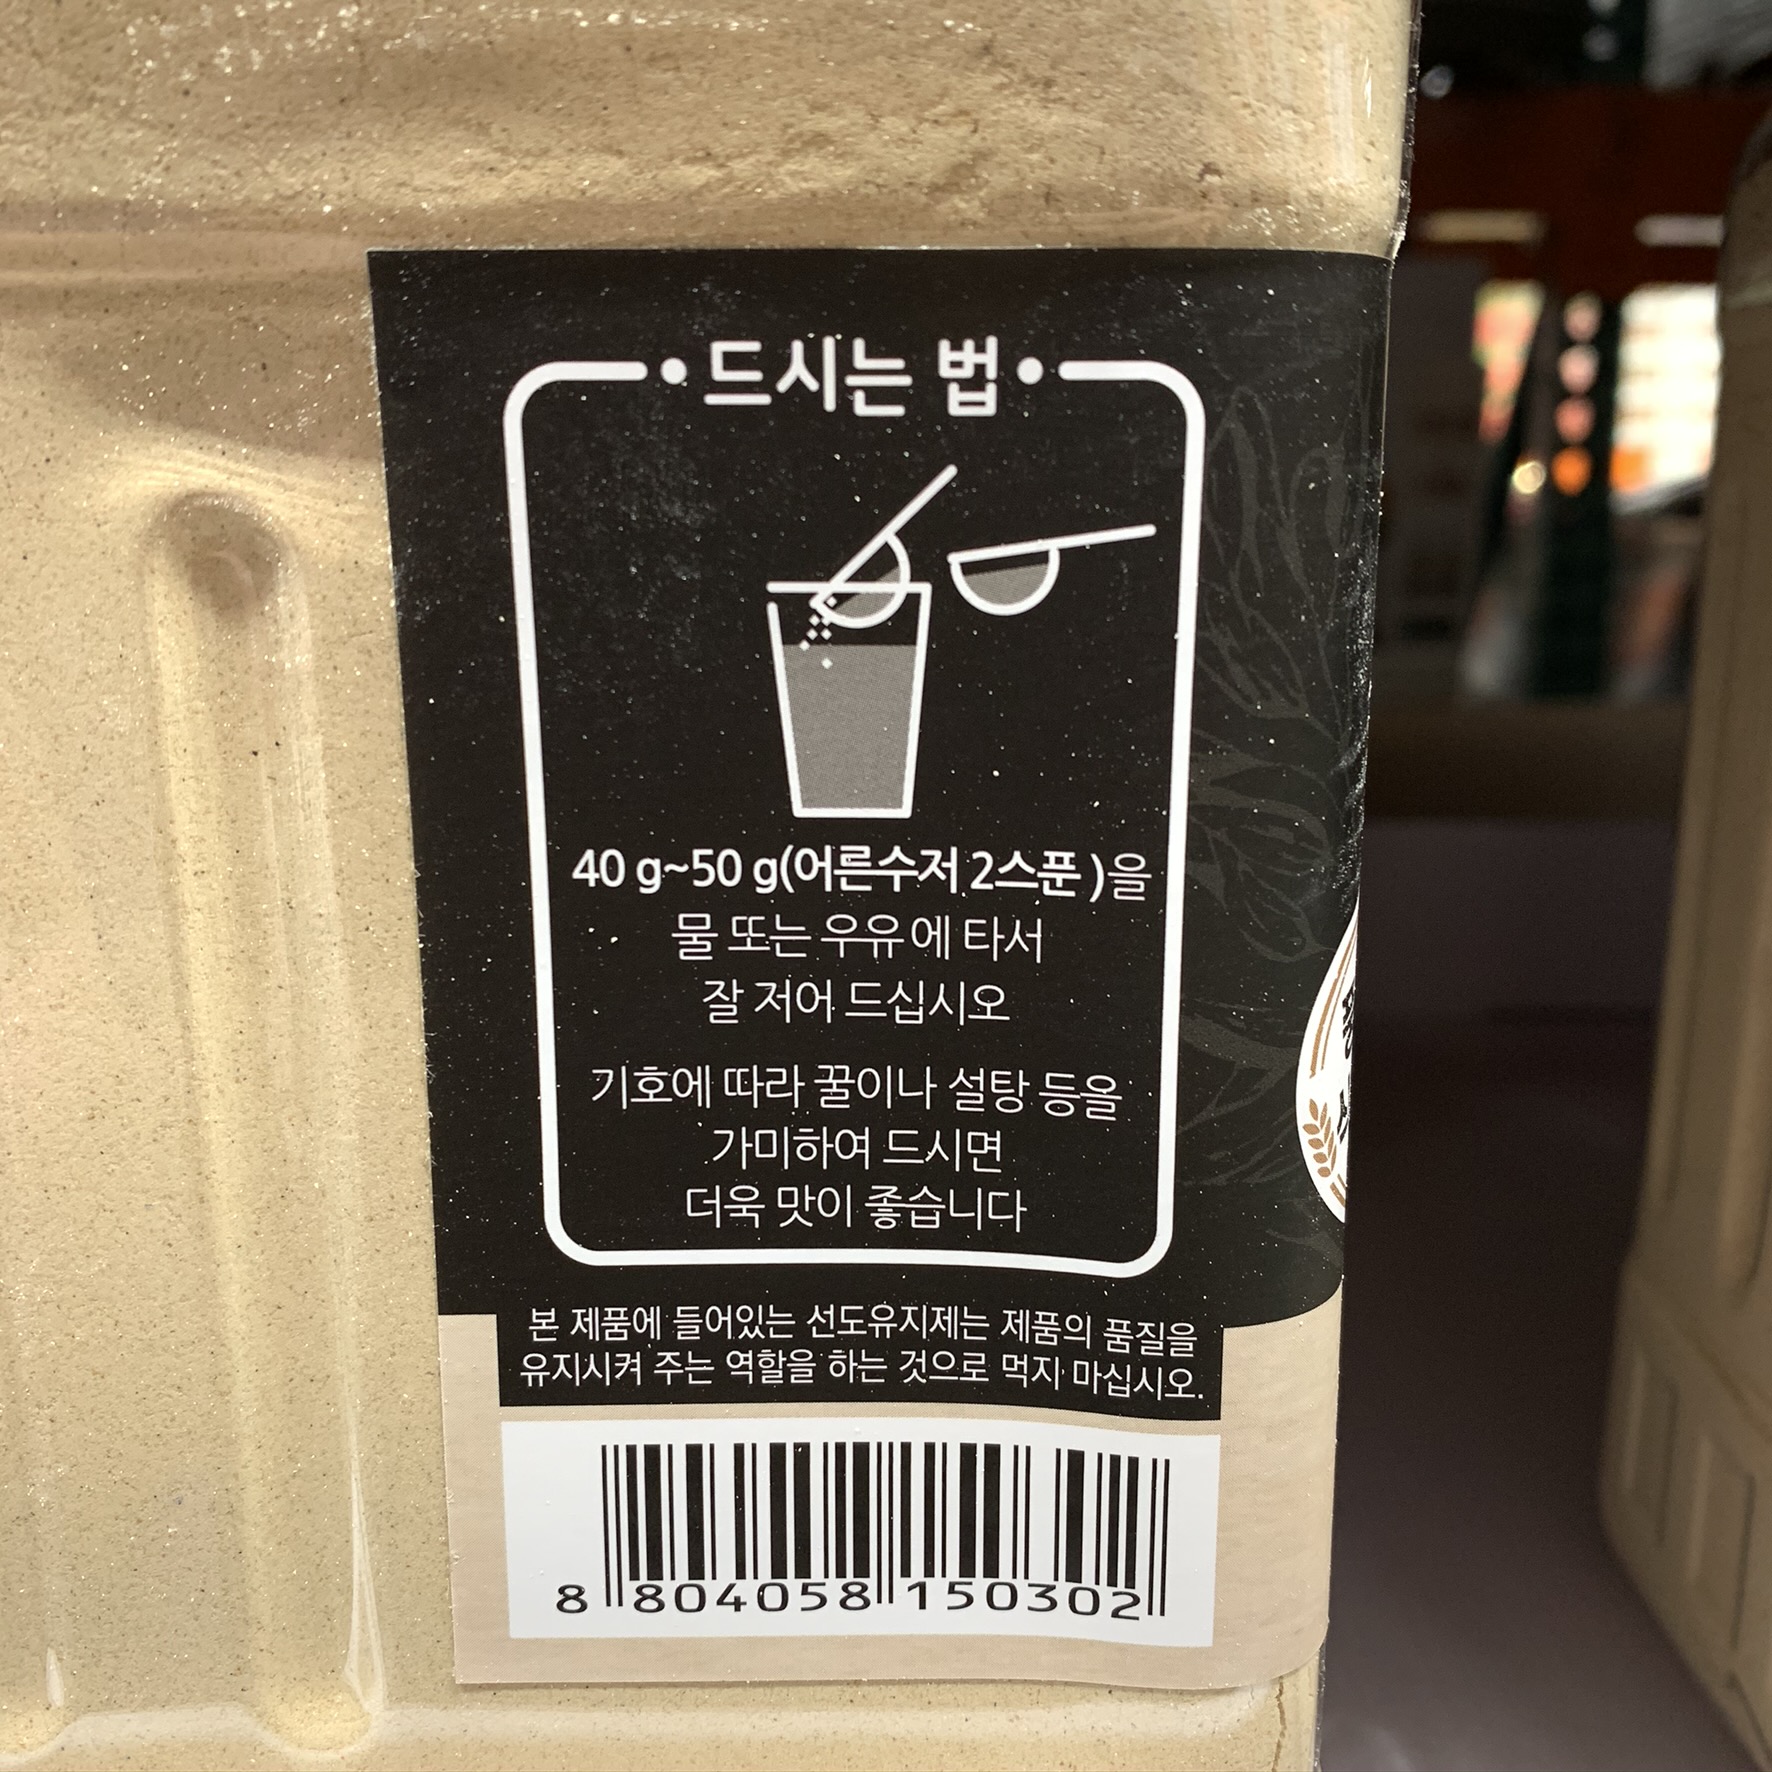 드시는 법
40 g~50 g(어른수저 2스푼)을
물 또는 우유에 타서
잘 저어 드십시오
기호에 따라 꿀이나 설탕 등을
가미하여 드시면
더욱 맛이 좋습니다
본 제품에 들어있는 선도유지제는 제품의 품질을
유지시켜 주는 역할을 하는 것으로 먹지 마십시오.
8 804058 150302